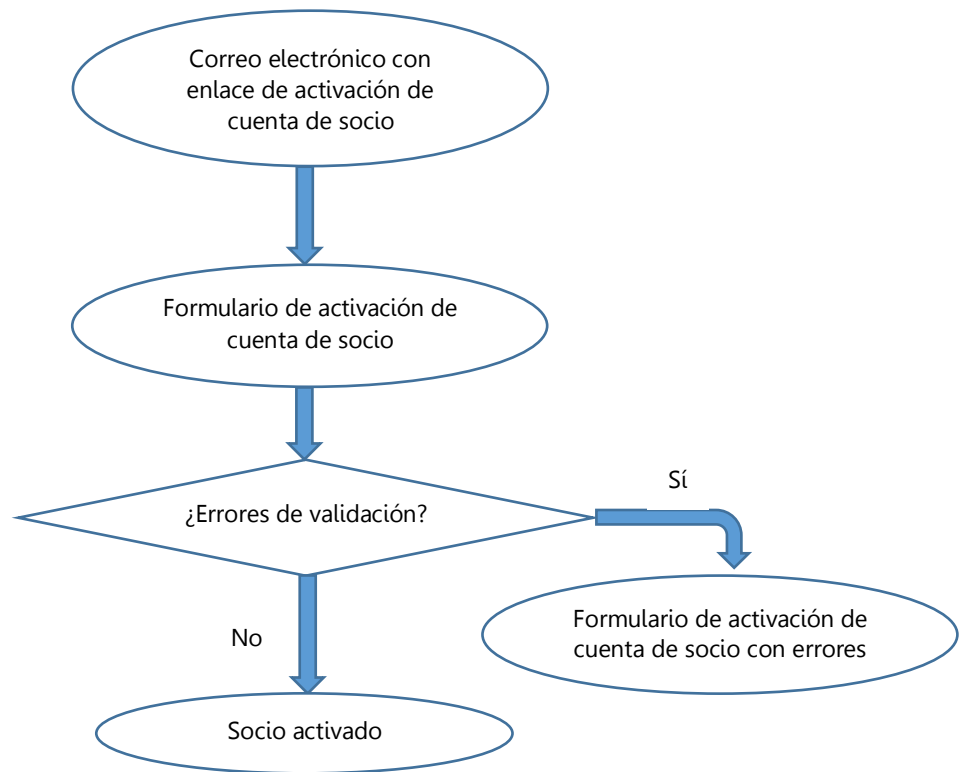 Correo electrónico con
enlace de activación de
cuenta de socio
Formulario de activación de
cuenta de socio
¿Errores de validación?
Sí
Formulario de activación de
cuenta de socio con errores
No
Socio activado